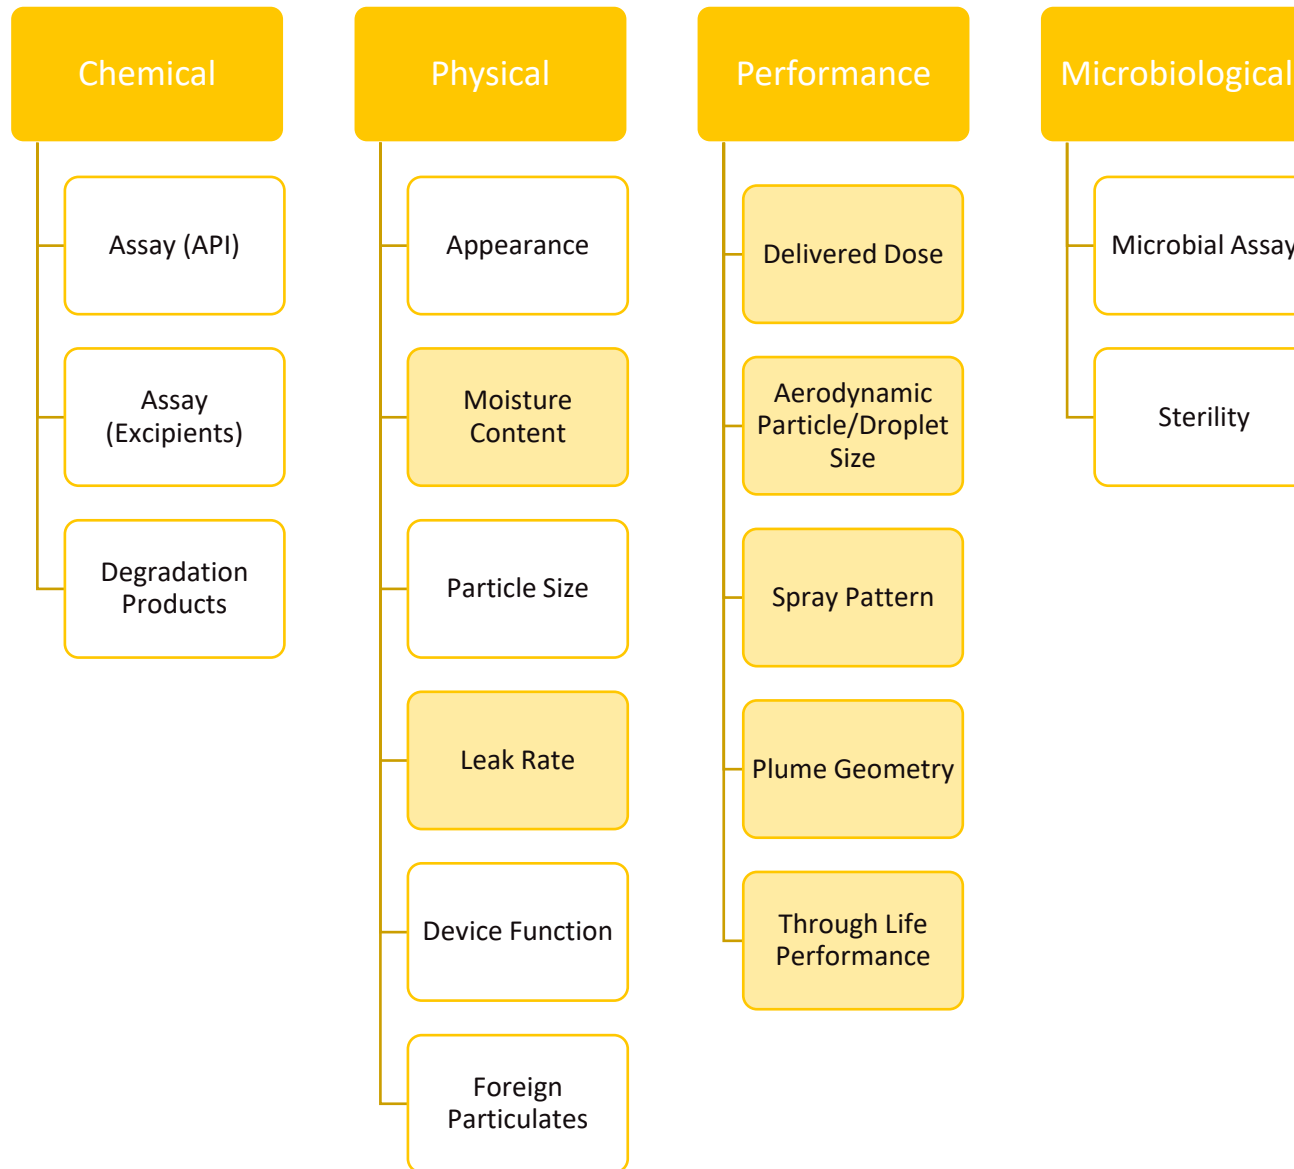 Chemical
Assay (API)
Assay
(Excipients)
Degradation
Products
Physical
Appearance
Moisture
Content
Particle Size
Leak Rate
Device Function
Foreign
Particulates
Performance
Delivered Dose
Aerodynamic
Particle/Droplet
Size
Spray Pattern
Plume Geometry
Through Life
Performance
Microbiological
Microbial Assay
Sterility